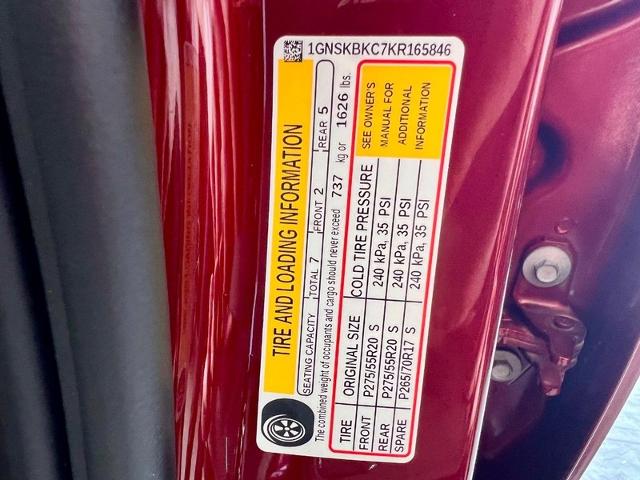 1GNSKBKC7KR165846
TIRE AND LOADING INFORMATION
SEATING CAPACITY TOTAL 7 FRONT 2 REAR 5
The combined weight of occupants and cargo should never exceed 737 kg or 1626 lbs.
TIRE ORIGINAL SIZE COLD TIRE PRESSURE
FRONT P275/55R20 S 240 kPa, 35 PSI
REAR P275/55R20 S 240 kPa, 35 PSI
SPARE P265/70R17 S 240 kPa, 35 PSI
SEE OWNER'S
MANUAL FOR
ADDITIONAL
INFORMATION